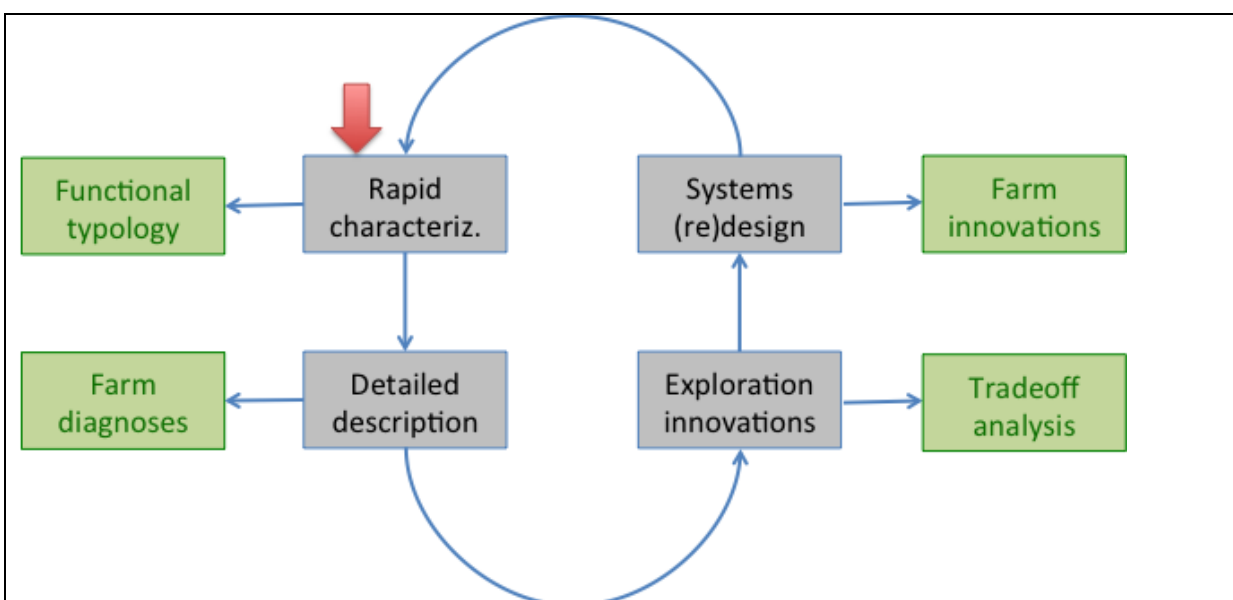 Functional
typology
Rapid
characteriz.
Systems
(re)design
Farm
innovations
Farm
diagnoses
Detailed
description
Exploration
innovations
Tradeoff
analysis